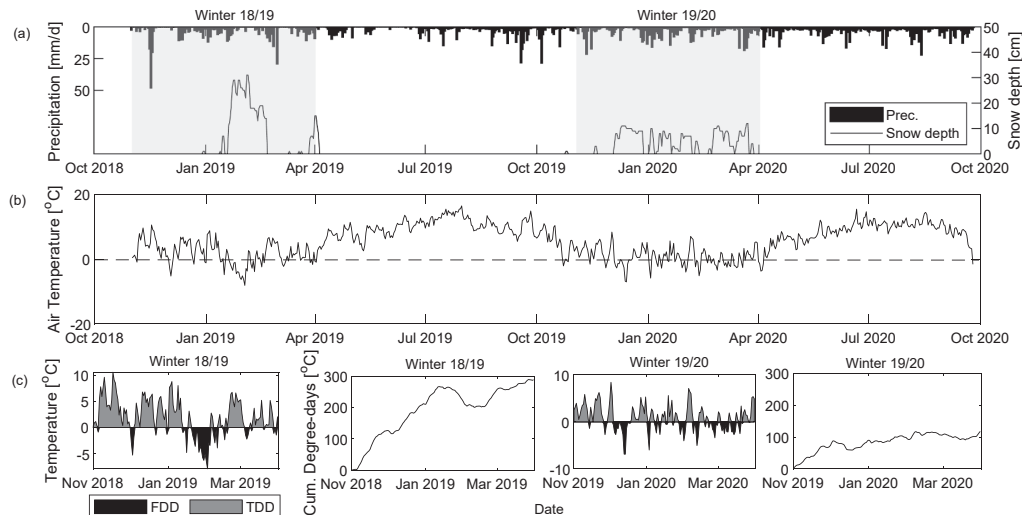 Winter 18/19 Winter 19/20
(a)
Precipitation [mm/d]
0
25
50
50
40
30
20
10
0
Snow depth [cm]
Prec.
Snow depth
Oct 2018 Jan 2019 Apr 2019 Jul 2019 Oct 2019 Jan 2020 Apr 2020 Jul 2020 Oct 2020
(b)
Air Temperature [°C]
20
0
-20
Oct 2018 Jan 2019 Apr 2019 Jul 2019 Oct 2019 Jan 2020 Apr 2020 Jul 2020 Oct 2020
(c)
Winter 18/19
Temperature [°C]
10
5
0
-5
Nov 2018 Jan 2019 Mar 2019
FDD TDD
Winter 18/19
Cum. Degree-days [°C]
300
200
100
0
Nov 2018 Jan 2019 Mar 2019
Winter 19/20
10
5
0
-5
-10
Nov 2019 Jan 2020 Mar 2020
Winter 19/20
300
200
100
0
Nov 2019 Jan 2020 Mar 2020
Date